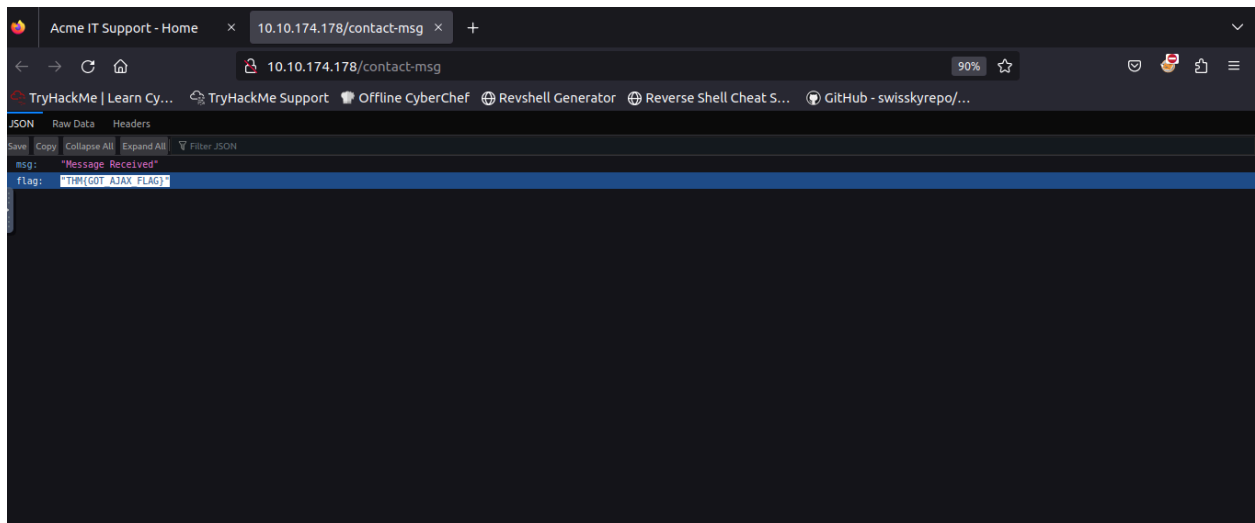 Acme IT Support - Home × 10.10.174.178/contact-msg × +
10.10.174.178/contact-msg 90%
TryHackMe | Learn Cy... TryHackMe Support Offline CyberChef Revshell Generator Reverse Shell Cheat S... GitHub - swisskyrepo/...
JSON Raw Data Headers
Save Copy Collapse All Expand All Filter JSON
msg: "Message Received"
flag: "THM{GOT_AJAX_FLAG}"